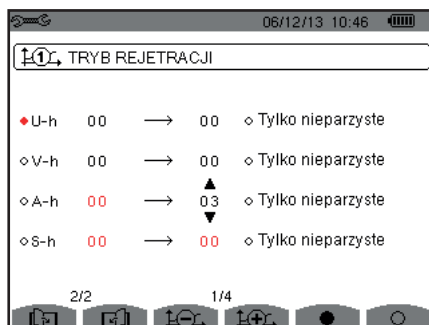 06/12/13 10:46
1 TRYB REJETRACJI
U-h 00 → 00 Tylko nieparzyste
V-h 00 → 00 Tylko nieparzyste
A-h 00 → 03 Tylko nieparzyste
S-h 00 → 00 Tylko nieparzyste
2/2 1/4